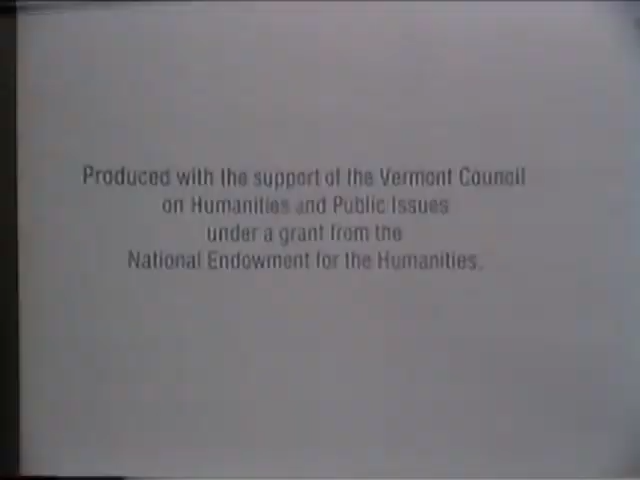 Produced with the support of the Vermont Council
on Humanities and Public Issues
under a grant from the
National Endowment for the Humanities.